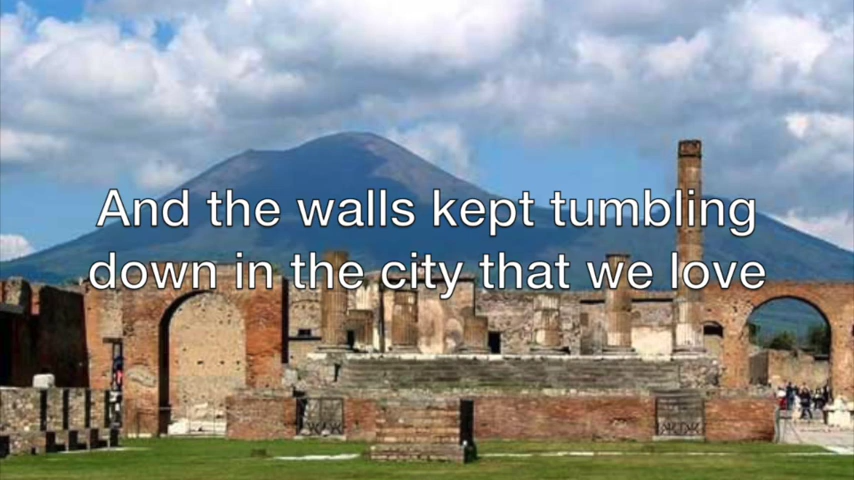 And the walls kept tumbling
down in the city that we love